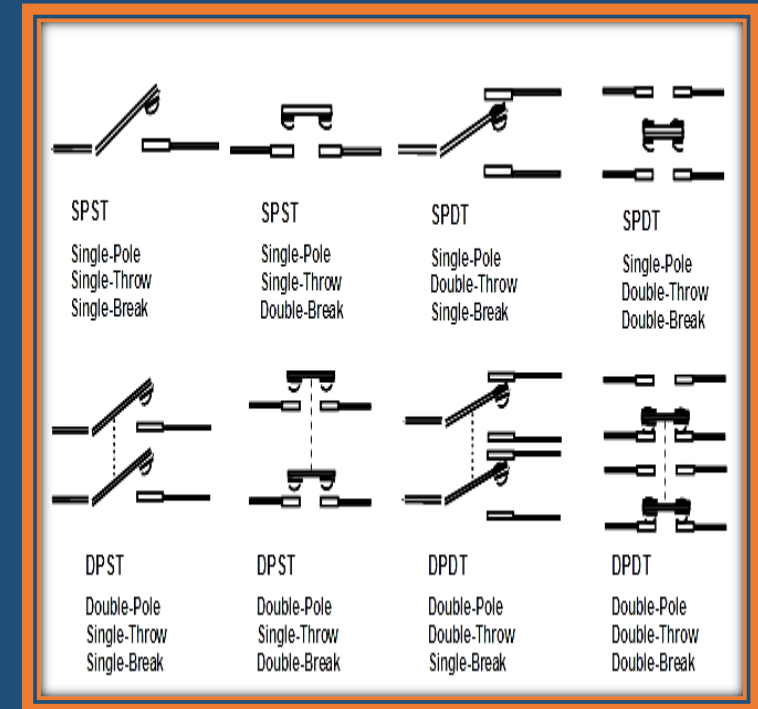 SPST
Single-Pole
Single-Throw
Single-Break
SPST
Single-Pole
Single-Throw
Double-Break
SPDT
Single-Pole
Double-Throw
Single-Break
SPDT
Single-Pole
Double-Throw
Double-Break
DPST
Double-Pole
Single-Throw
Single-Break
DPST
Double-Pole
Single-Throw
Double-Break
DPDT
Double-Pole
Double-Throw
Single-Break
DPDT
Double-Pole
Double-Throw
Double-Break